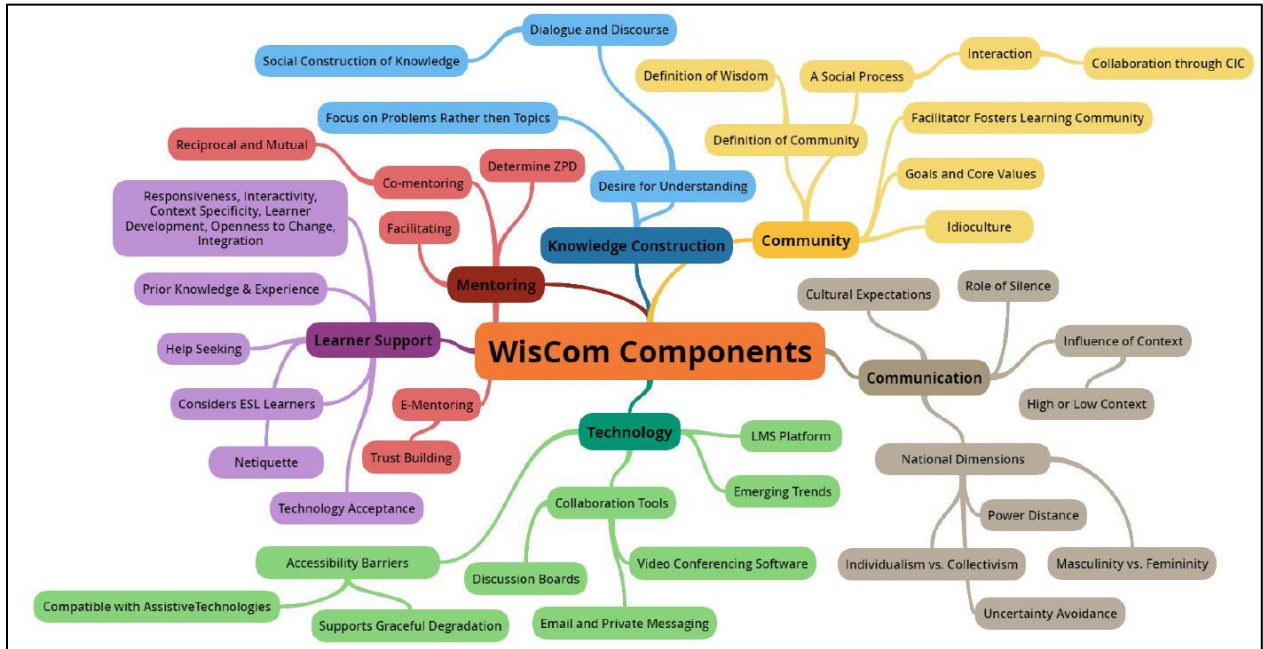 Dialogue and Discourse
Social Construction of Knowledge
Interaction
Collaboration through CIC
Definition of Wisdom
A Social Process
Focus on Problems Rather then Topics
Facilitator Fosters Learning Community
Definition of Community
Reciprocal and Mutual
Determine ZPD
Co-mentoring
Desire for Understanding
Goals and Core Values
Responsiveness, Interactivity,
Context Specificity, Learner
Development, Openness to Change,
Integration
Facilitating
Idioculture
Knowledge Construction
Community
Mentoring
Prior Knowledge & Experience
Cultural Expectations
Role of Silence
Learner Support
WisCom Components
Help Seeking
Influence of Context
Communication
Considers ESL Learners
E-Mentoring
High or Low Context
Technology
LMS Platform
Trust Building
Netiquette
National Dimensions
Emerging Trends
Technology Acceptance
Collaboration Tools
Power Distance
Accessibility Barriers
Discussion Boards
Video Conferencing Software
Individualism vs. Collectivism
Masculinity vs. Femininity
Compatible with AssistiveTechnologies
Supports Graceful Degradation
Email and Private Messaging
Uncertainty Avoidance